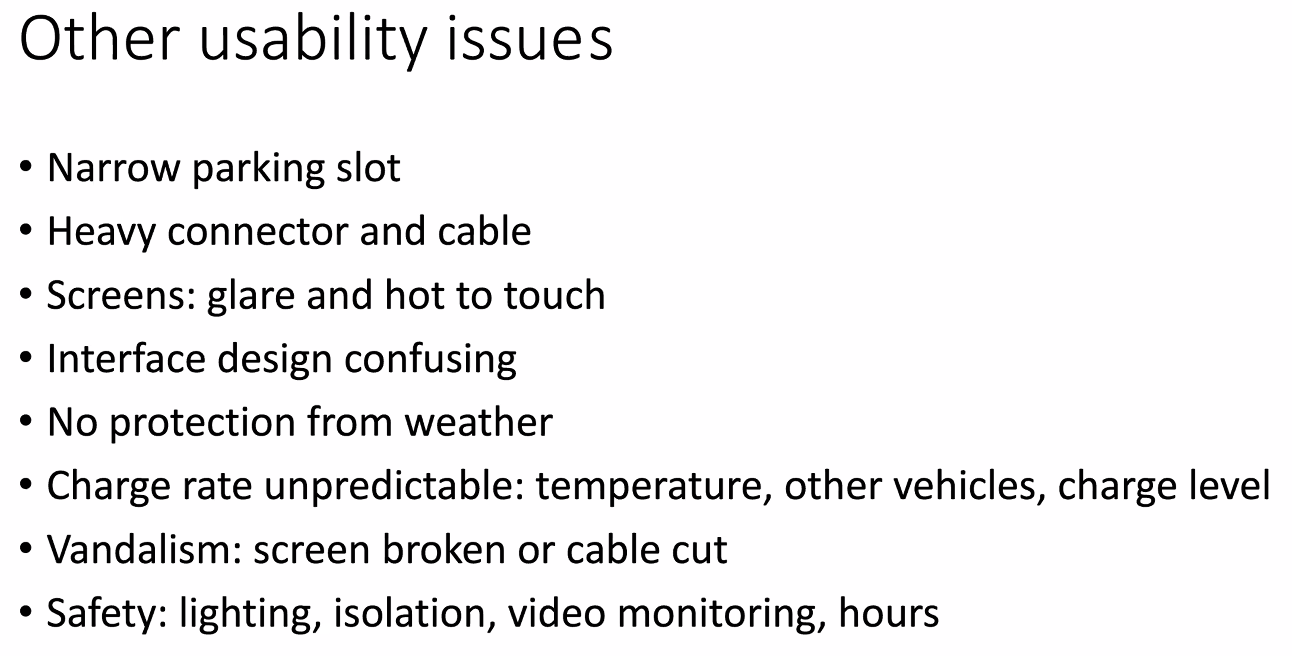 Other usability issues
• Narrow parking slot
• Heavy connector and cable
• Screens: glare and hot to touch
• Interface design confusing
• No protection from weather
• Charge rate unpredictable: temperature, other vehicles, charge level
• Vandalism: screen broken or cable cut
• Safety: lighting, isolation, video monitoring, hours